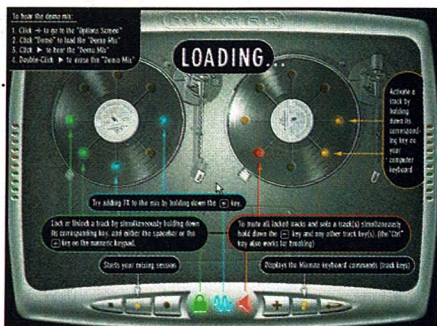 To hear the demo mix:
1. Click → to go to the "Options Screen"
2. Click "Demo" to load the "Demo Mix"
3. Click ► to hear the "Demo Mix"
4. Double-Click ► to erase the "Demo Mix"
LOADING...
Activate a
track by
holding
down its
correspond-
ing key on
your
computer
keyboard
Try adding FX to the mix by holding down the key.
Lock or Unlock a track by simultaneously holding down
its corresponding key, and either the spacebar or the
key on the numeric keypad.
To mute all locked tracks and solo a track(s) simultaneously
hold down the key and any other track key(s). (the "Ctrl"
key also works for breaking)
Starts your mixing session
Displays the Mixman keyboard commands (track keys)